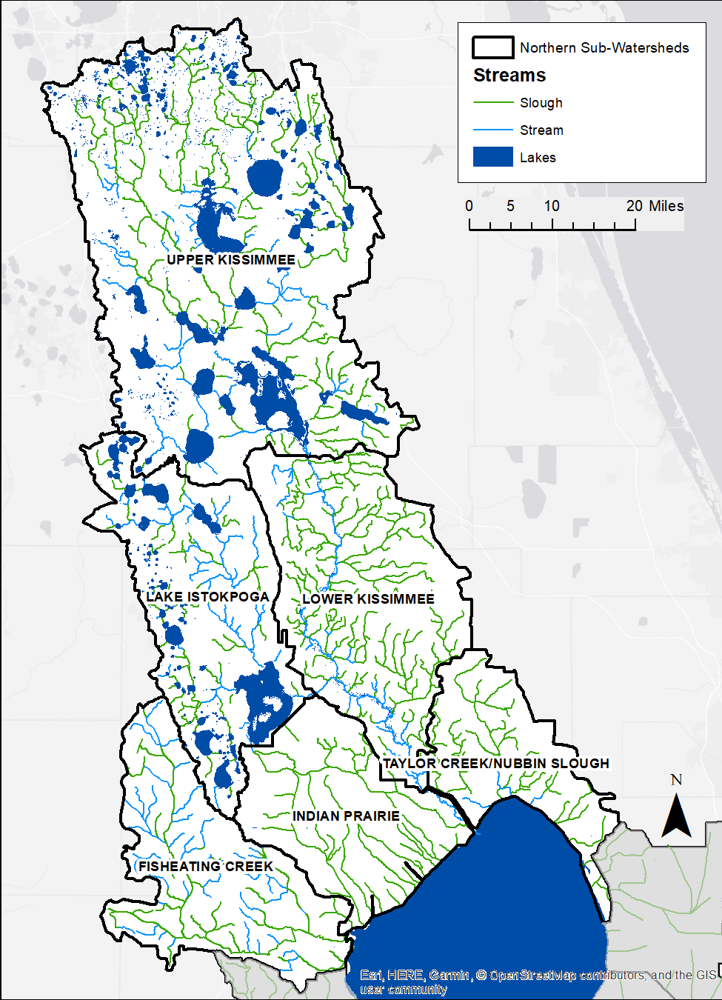 Northern Sub-Watersheds
Streams
Slough
Stream
Lakes
0 5 10 20 Miles
UPPER KISSIMMEE
LAKE ISTOKPOGA
LOWER KISSIMMEE
TAYLOR CREEK/NUBBIN SLOUGH
N
INDIAN PRAIRIE
FISHEATING CREEK
Esri, HERE, Garmin, © OpenStreetMap contributors, and the GIS
user community